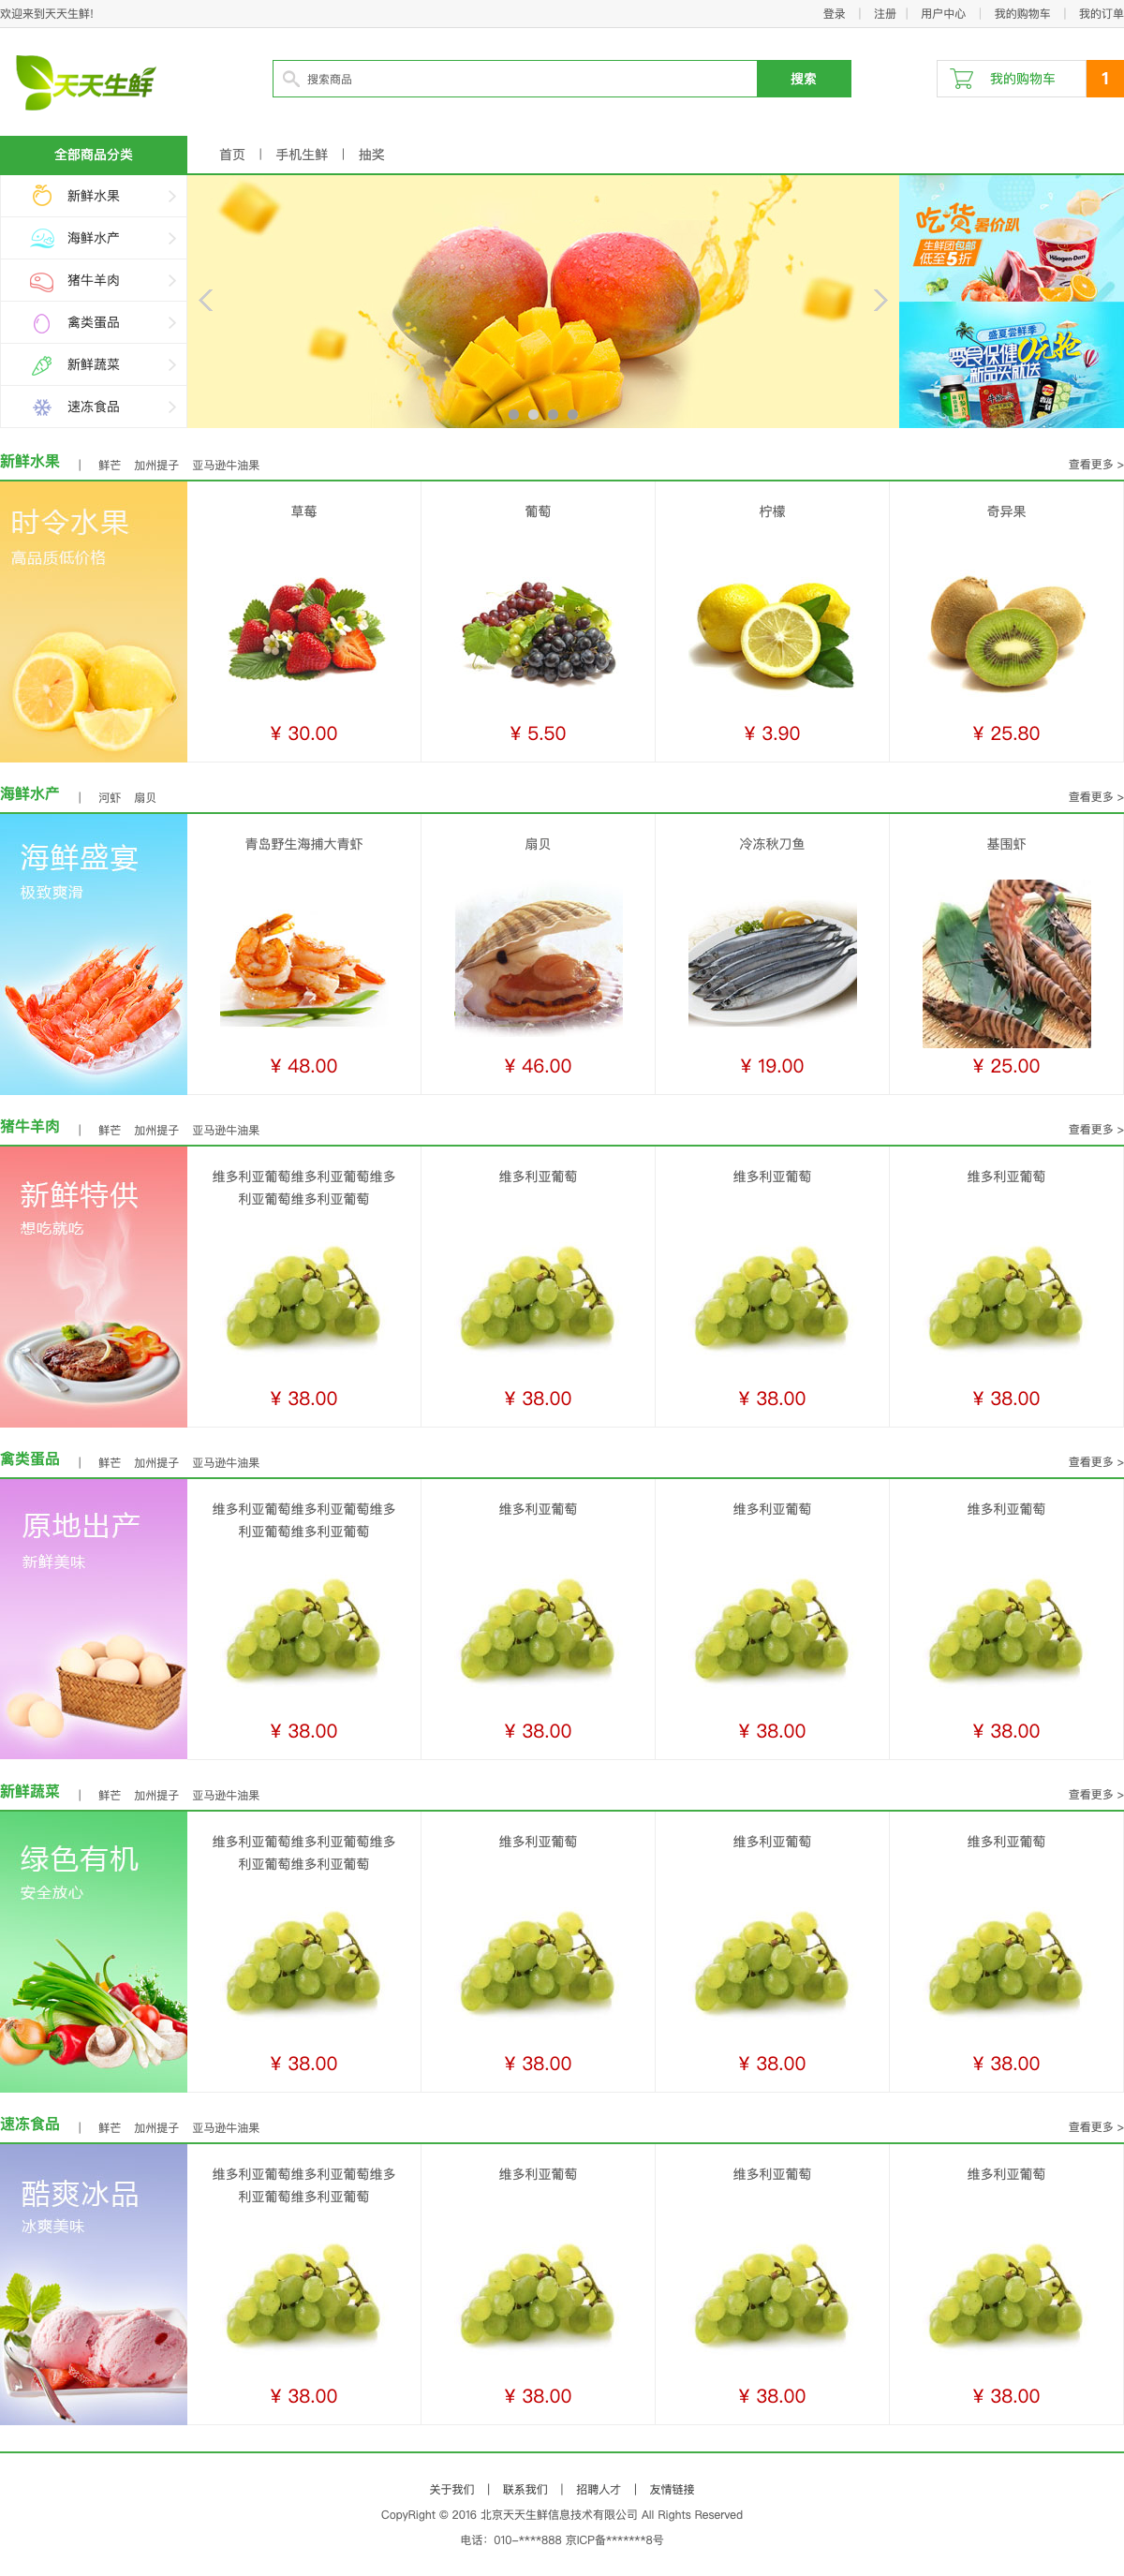 欢迎来到天天生鲜!
登录 | 注册 | 用户中心 | 我的购物车 | 我的订单
天天生鲜
搜索商品 搜索
我的购物车 1
全部商品分类 首页 | 手机生鲜 | 抽奖
新鲜水果
海鲜水产
猪牛羊肉
禽类蛋品
新鲜蔬菜
速冻食品
吃货暑价趴
生鲜团包邮
低至5折
Häagen-Dazs
盛夏尝鲜季
零食保健0元抢
新品买就送
新鲜水果 | 鲜芒 加州提子 亚马逊牛油果 查看更多 >
时令水果
高品质低价格
草莓 葡萄 柠檬 奇异果
¥ 30.00 ¥ 5.50 ¥ 3.90 ¥ 25.80
海鲜水产 | 河虾 扇贝 查看更多 >
海鲜盛宴
极致爽滑
青岛野生海捕大青虾 扇贝 冷冻秋刀鱼 基围虾
¥ 48.00 ¥ 46.00 ¥ 19.00 ¥ 25.00
猪牛羊肉 | 鲜芒 加州提子 亚马逊牛油果 查看更多 >
新鲜特供
想吃就吃
维多利亚葡萄维多利亚葡萄维多 维多利亚葡萄 维多利亚葡萄 维多利亚葡萄
利亚葡萄维多利亚葡萄
¥ 38.00 ¥ 38.00 ¥ 38.00 ¥ 38.00
禽类蛋品 | 鲜芒 加州提子 亚马逊牛油果 查看更多 >
原地出产
新鲜美味
维多利亚葡萄维多利亚葡萄维多 维多利亚葡萄 维多利亚葡萄 维多利亚葡萄
利亚葡萄维多利亚葡萄
¥ 38.00 ¥ 38.00 ¥ 38.00 ¥ 38.00
新鲜蔬菜 | 鲜芒 加州提子 亚马逊牛油果 查看更多 >
绿色有机
安全放心
维多利亚葡萄维多利亚葡萄维多 维多利亚葡萄 维多利亚葡萄 维多利亚葡萄
利亚葡萄维多利亚葡萄
¥ 38.00 ¥ 38.00 ¥ 38.00 ¥ 38.00
速冻食品 | 鲜芒 加州提子 亚马逊牛油果 查看更多 >
酷爽冰品
冰爽美味
维多利亚葡萄维多利亚葡萄维多 维多利亚葡萄 维多利亚葡萄 维多利亚葡萄
利亚葡萄维多利亚葡萄
¥ 38.00 ¥ 38.00 ¥ 38.00 ¥ 38.00
关于我们 | 联系我们 | 招聘人才 | 友情链接
CopyRight © 2016 北京天天生鲜信息技术有限公司 All Rights Reserved
电话：010-****888 京ICP备*******8号